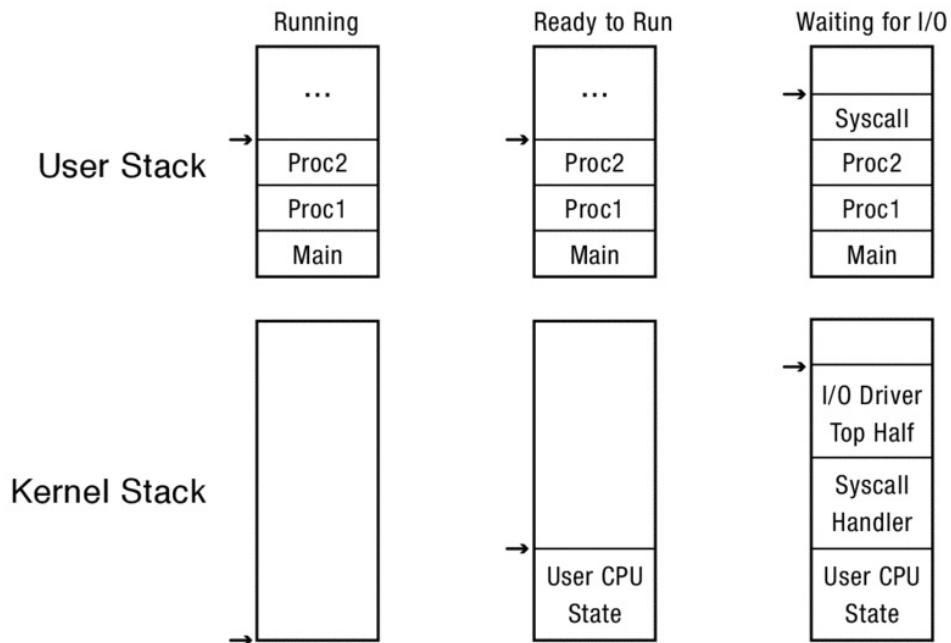 Running Ready to Run Waiting for I/O
... ...
Syscall
User Stack Proc2 Proc2 Proc2
Proc1 Proc1 Proc1
Main Main Main
I/O Driver
Top Half
Kernel Stack Syscall
Handler
User CPU User CPU
State State